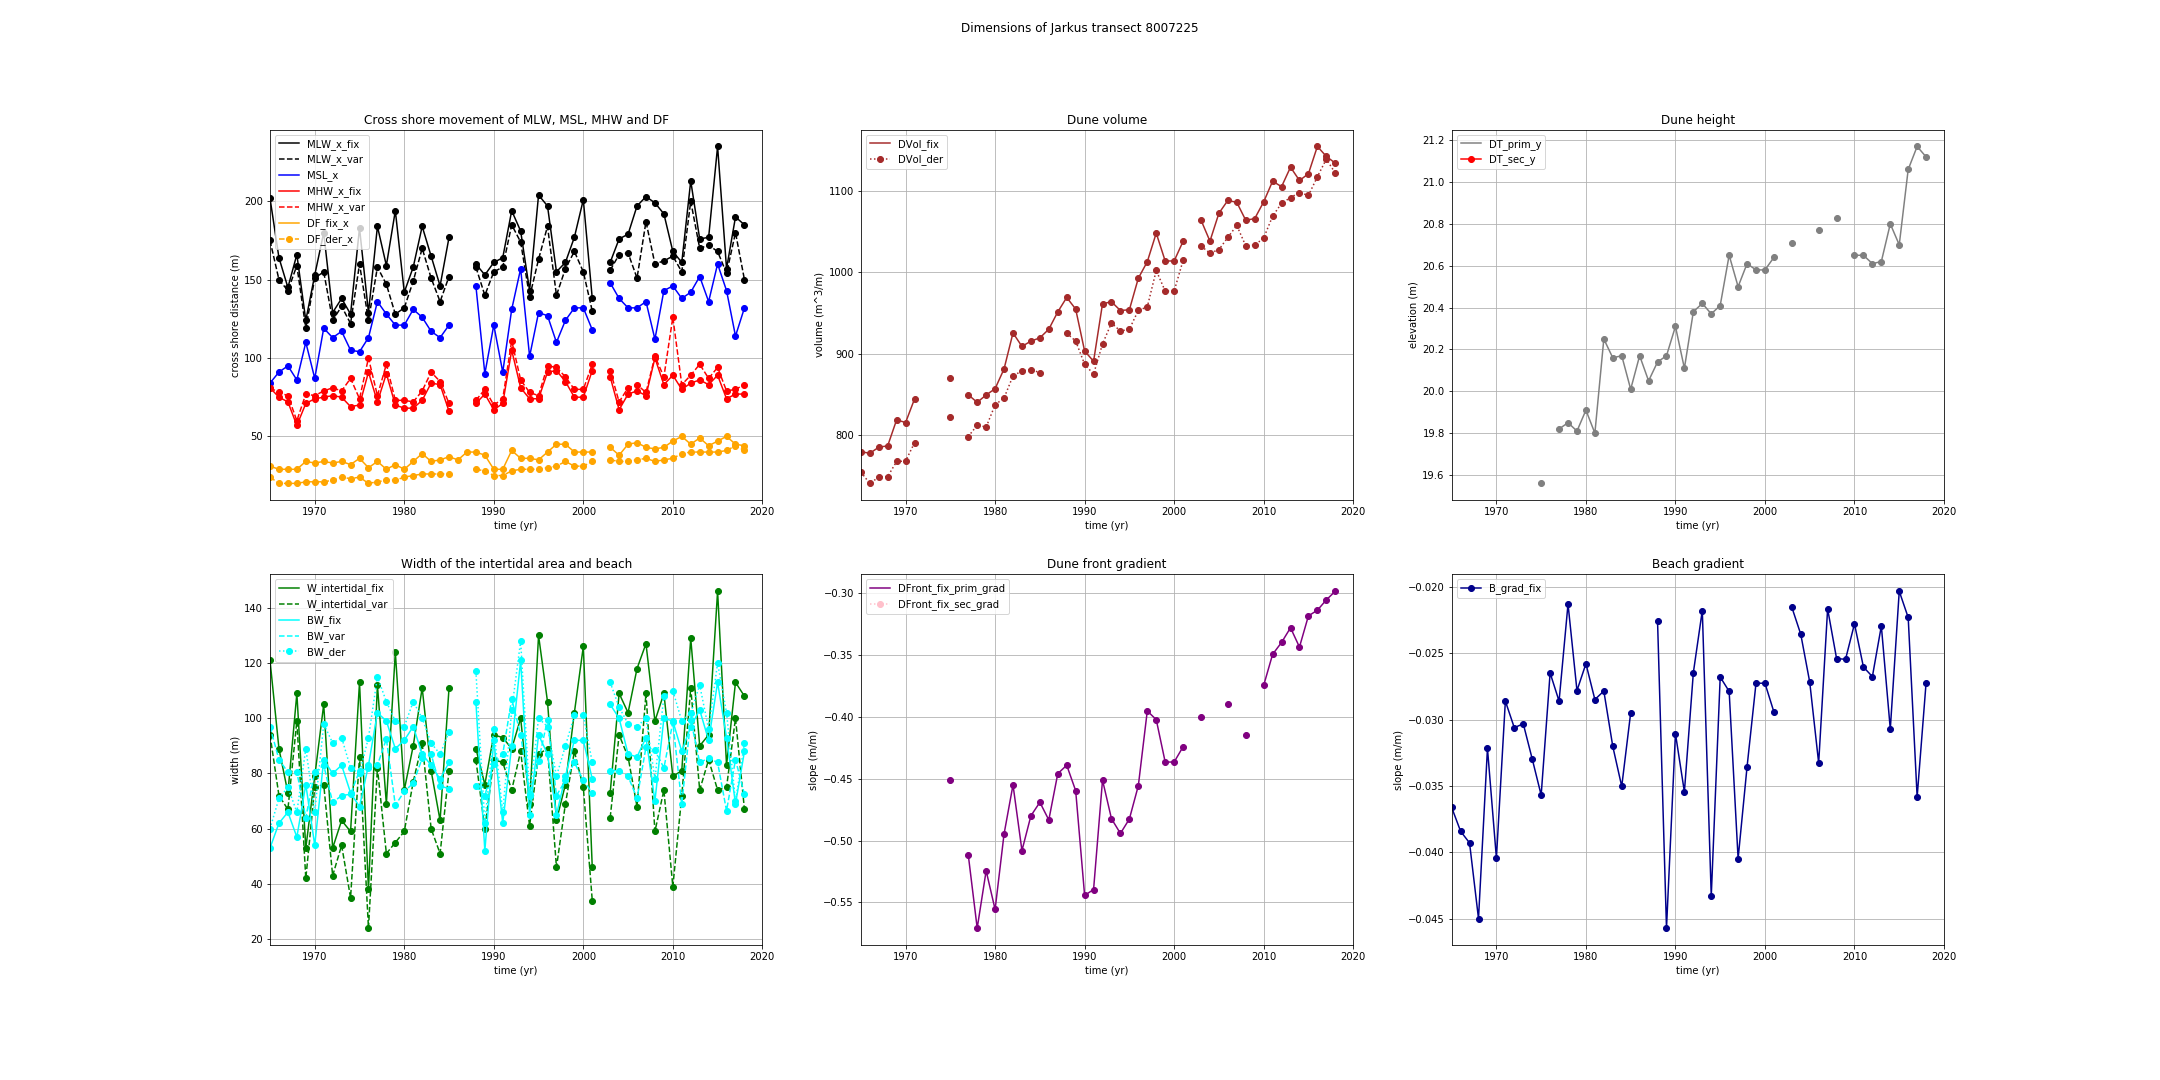 Dimensions of Jarkus transect 8007225
Cross shore movement of MLW, MSL, MHW and DF
MLW_x_fix
MLW_x_var
MSL_x
MHW_x_fix
MHW_x_var
DF_fix_x
DF_der_x
cross shore distance (m)
200
150
100
50
1970 1980 1990 2000 2010 2020
time (yr)
Dune volume
DVol_fix
DVol_der
volume (m^3/m)
1100
1000
900
800
1970 1980 1990 2000 2010 2020
time (yr)
Dune height
DT_prim_y
DT_sec_y
elevation (m)
21.2
21.0
20.8
20.6
20.4
20.2
20.0
19.8
19.6
1970 1980 1990 2000 2010 2020
time (yr)
Width of the intertidal area and beach
W_intertidal_fix
W_intertidal_var
BW_fix
BW_var
BW_der
width (m)
140
120
100
80
60
40
20
1970 1980 1990 2000 2010 2020
time (yr)
Dune front gradient
DFront_fix_prim_grad
DFront_fix_sec_grad
slope (m/m)
−0.30
−0.35
−0.40
−0.45
−0.50
−0.55
1970 1980 1990 2000 2010 2020
time (yr)
Beach gradient
B_grad_fix
slope (m/m)
−0.020
−0.025
−0.030
−0.035
−0.040
−0.045
1970 1980 1990 2000 2010 2020
time (yr)